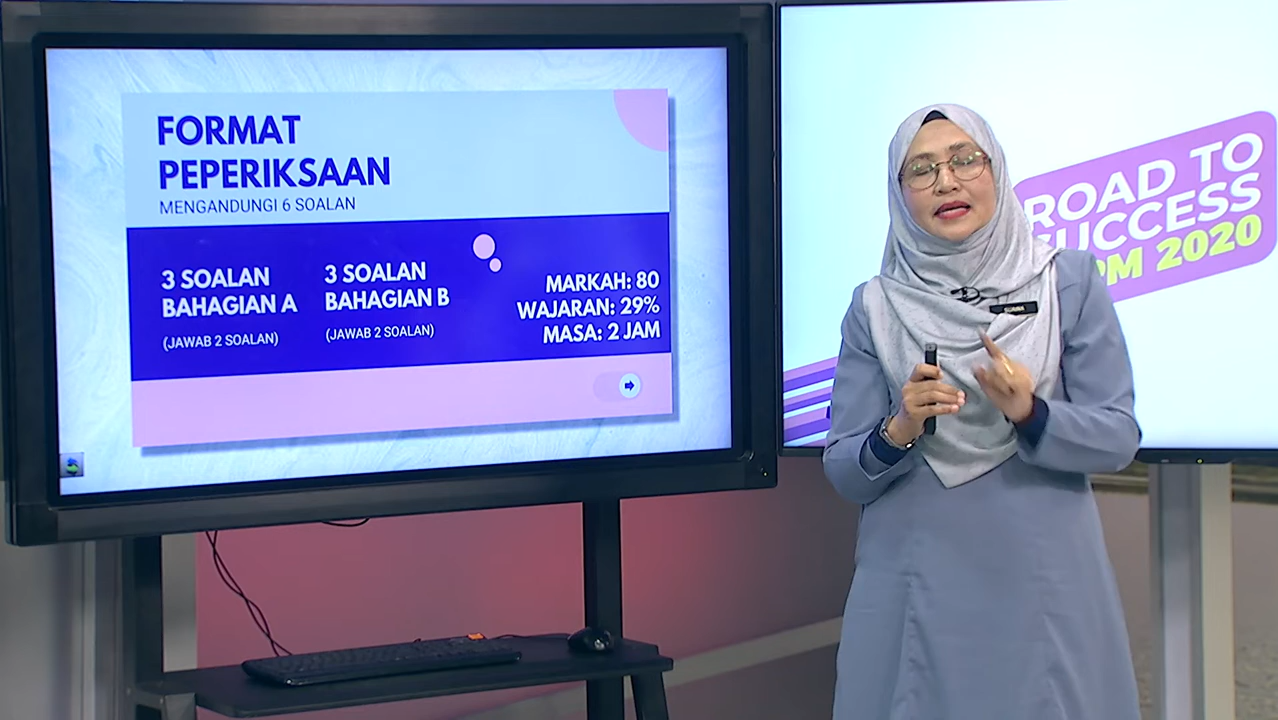 FORMAT
PEPERIKSAAN
MENGANDUNGI 6 SOALAN
3 SOALAN
BAHAGIAN A
(JAWAB 2 SOALAN)
3 SOALAN
BAHAGIAN B
(JAWAB 2 SOALAN)
MARKAH: 80
WAJARAN: 29%
MASA: 2 JAM
ROAD TO
SUCCESS
PM 2020